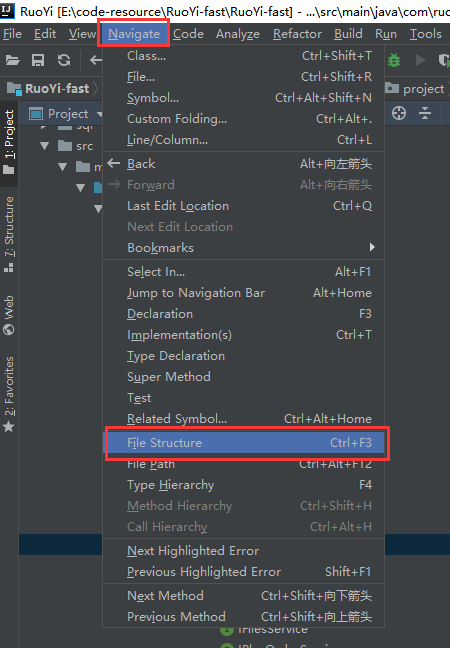 RuoYi [E:\code-resource\RuoYi-fast\RuoYi-fast] - ...\src\main\java\com\ruo
File Edit View Navigate Code Analyze Refactor Build Run Tools
RuoYi-fast
project
1: Project
Project
sql
src
m
7: Structure
Web
2: Favorites
Class... Ctrl+Shift+T
File... Ctrl+Shift+R
Symbol... Ctrl+Alt+Shift+N
Custom Folding... Ctrl+Alt+.
Line/Column... Ctrl+L
Back Alt+向左箭头
Forward Alt+向右箭头
Last Edit Location Ctrl+Q
Next Edit Location
Bookmarks
Select In... Alt+F1
Jump to Navigation Bar Alt+Home
Declaration F3
Implementation(s) Ctrl+T
Type Declaration
Super Method
Test
Related Symbol... Ctrl+Alt+Home
File Structure Ctrl+F3
File Path Ctrl+Alt+F12
Type Hierarchy F4
Method Hierarchy Ctrl+Shift+H
Call Hierarchy Ctrl+Alt+H
Next Highlighted Error
Previous Highlighted Error Shift+F1
Next Method Ctrl+Shift+向下箭头
Previous Method Ctrl+Shift+向上箭头